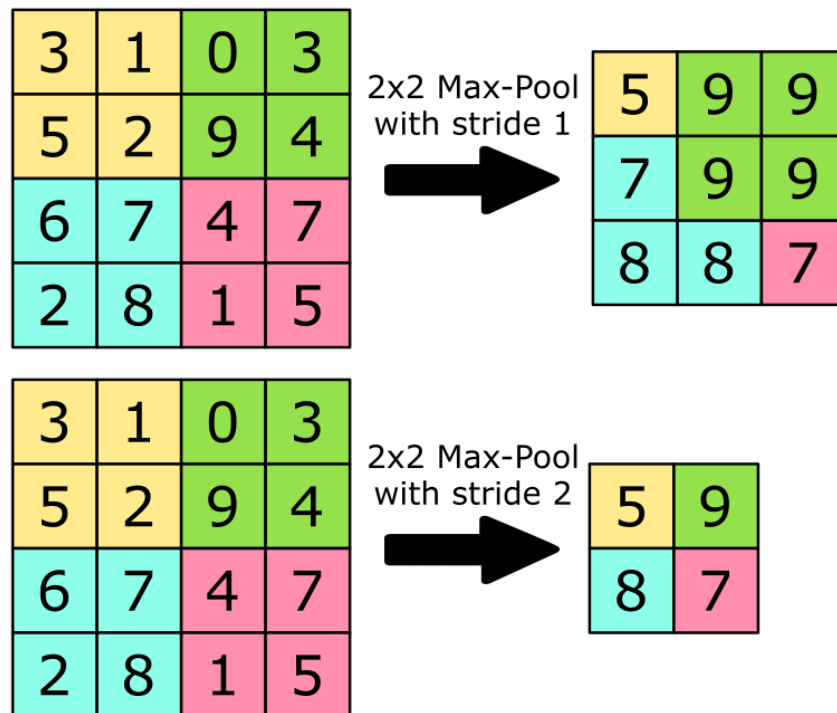 3 1 0 3
5 2 9 4
6 7 4 7
2 8 1 5
2x2 Max-Pool
with stride 1
5 9 9
7 9 9
8 8 7
3 1 0 3
5 2 9 4
6 7 4 7
2 8 1 5
2x2 Max-Pool
with stride 2
5 9
8 7